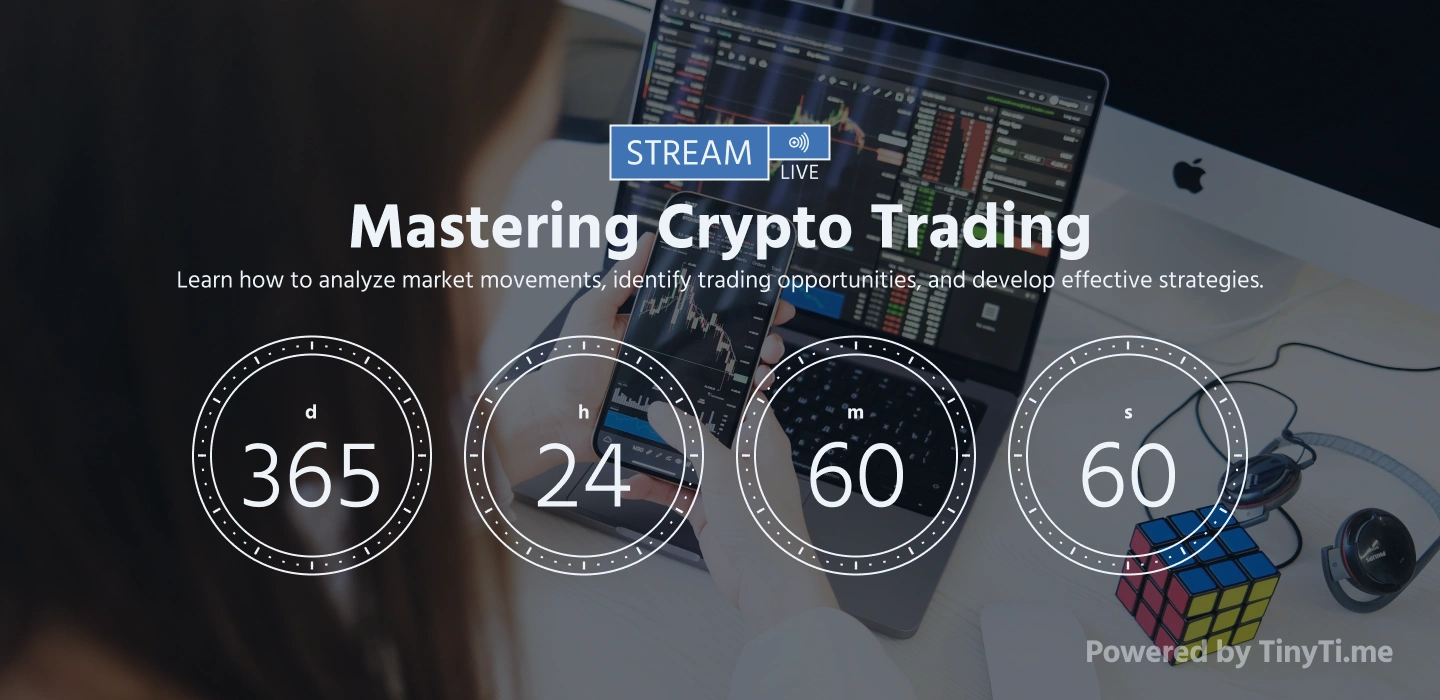 STREAM
LIVE
Mastering Crypto Trading
Learn how to analyze market movements, identify trading opportunities, and develop effective strategies.
d h m s
365 24 60 60
PHILIPS
Powered by TinyTi.me